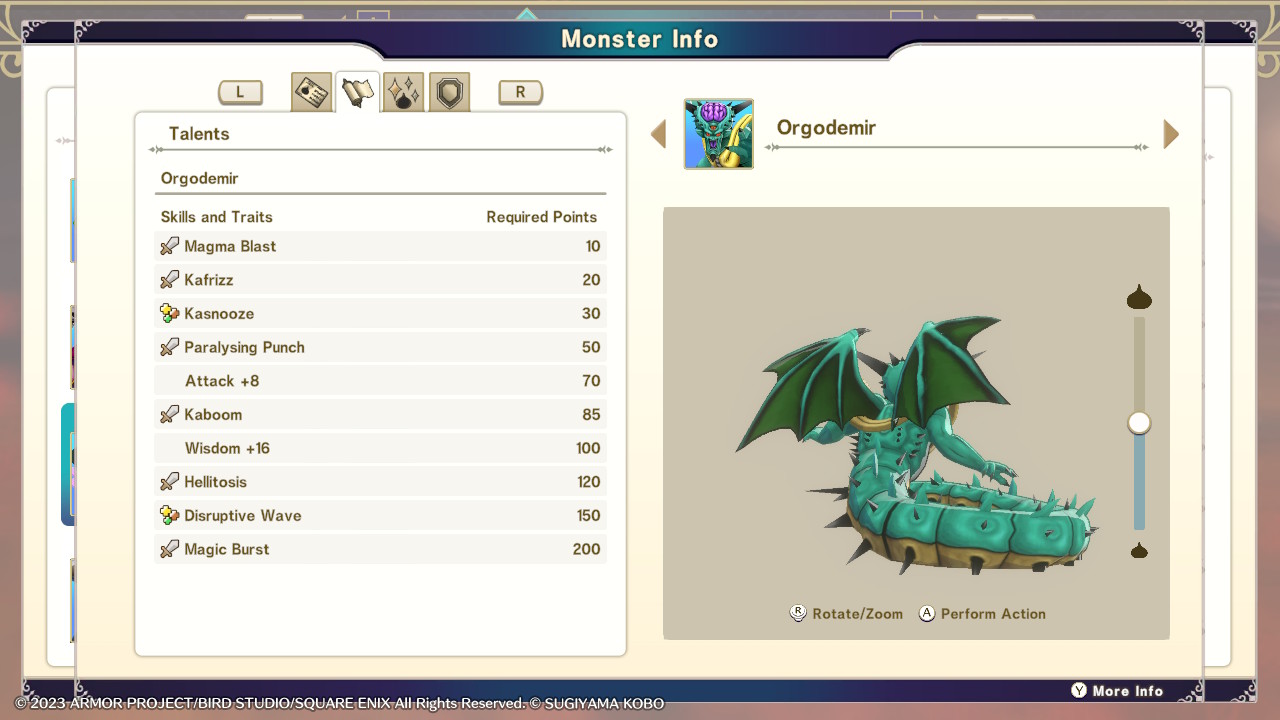 Monster Info
L
R
Talents
Orgodemir
Orgodemir
Skills and Traits Required Points
Magma Blast 10
Kafrizz 20
Kasnooze 30
Paralysing Punch 50
Attack +8 70
Kaboom 85
Wisdom +16 100
Hellitosis 120
Disruptive Wave 150
Magic Burst 200
R Rotate/Zoom A Perform Action
Y More Info
© 2023 ARMOR PROJECT/BIRD STUDIO/SQUARE ENIX All Rights Reserved. © SUGIYAMA KOBO